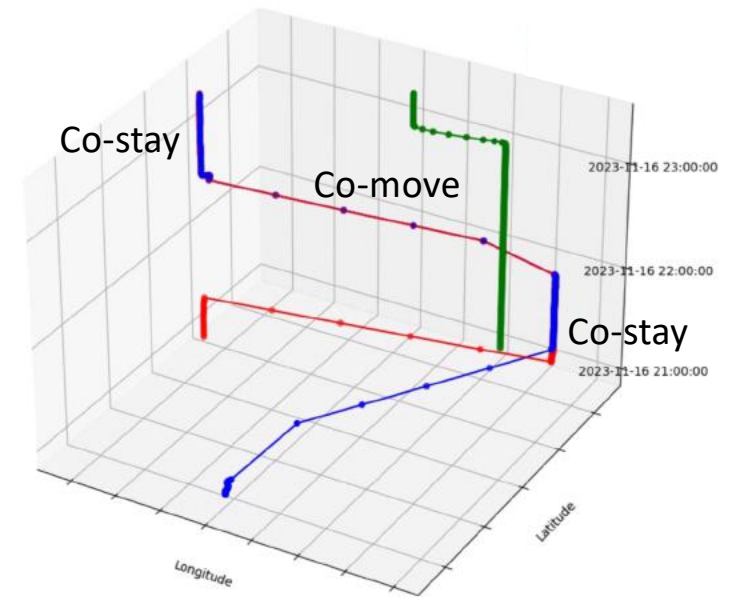 Co-stay
2023-11-16 23:00:00
Co-move
2023-11-16 22:00:00
Co-stay
2023-11-16 21:00:00
Latitude
Longitude